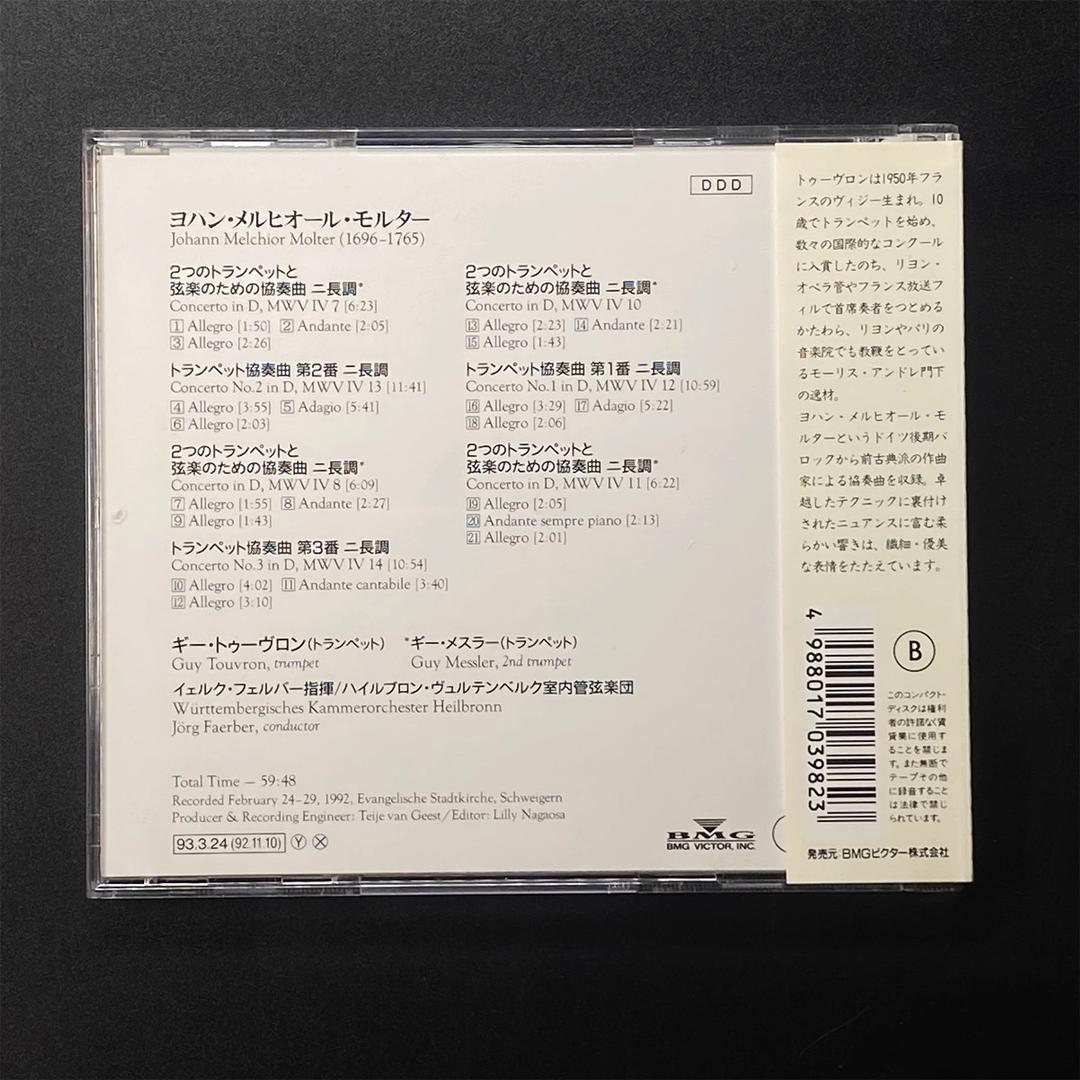 DDD
ヨハン・メルヒオール・モルター
Johann Melchior Molter (1696–1765)
2つのトランペットと
弦楽のための協奏曲 ニ長調*
Concerto in D, MWV IV 7 [6:23]
1 Allegro [1:50] 2 Andante [2:05]
3 Allegro [2:26]
トランペット協奏曲 第2番 ニ長調
Concerto No.2 in D, MWV IV 13 [11:41]
4 Allegro [3:55] 5 Adagio [5:41]
6 Allegro [2:03]
2つのトランペットと
弦楽のための協奏曲 ニ長調*
Concerto in D, MWV IV 8 [6:09]
7 Allegro [1:55] 8 Andante [2:27]
9 Allegro [1:43]
トランペット協奏曲 第3番 ニ長調
Concerto No.3 in D, MWV IV 14 [10:54]
10 Allegro [4:02] 11 Andante cantabile [3:40]
12 Allegro [3:10]
2つのトランペットと
弦楽のための協奏曲 ニ長調*
Concerto in D, MWV IV 10
13 Allegro [2:23] 14 Andante [2:21]
15 Allegro [1:43]
トランペット協奏曲 第1番 ニ長調
Concerto No.1 in D, MWV IV 12 [10:59]
16 Allegro [3:29] 17 Adagio [5:22]
18 Allegro [2:06]
2つのトランペットと
弦楽のための協奏曲 ニ長調*
Concerto in D, MWV IV 11 [6:22]
19 Allegro [2:05]
20 Andante sempre piano [2:13]
21 Allegro [2:01]
ギー・トゥーヴロン(トランペット) *ギー・メスラー(トランペット)
Guy Touvron, trumpet Guy Messler, 2nd trumpet
イェルク・フェルバー指揮/ハイルブロン・ヴュルテンベルク室内管弦楽団
Württembergisches Kammerorchester Heilbronn
Jörg Faerber, conductor
Total Time – 59:48
Recorded February 24–29, 1992, Evangelische Stadtkirche, Schweigern
Producer & Recording Engineer: Teije van Geest/Editor: Lilly Nagaosa
93.3.24 (92.11.10) Y X
BMG
BMG VICTOR, INC.
トゥーヴロンは1950年フラ
ンスのヴィジー生まれ。10
歳でトランペットを始め、
数々の国際的なコンクール
に入賞したのち、リヨン・
オペラ管やフランス放送フ
ィルで首席奏者をつとめる
かたわら、リヨンやパリの
音楽院でも教鞭をとってい
るモーリス・アンドレ門下
の逸材。
ヨハン・メルヒオール・モ
ルターというドイツ後期バ
ロックから前古典派の作曲
家による協奏曲を収録。卓
越したテクニックに裏付け
されたニュアンスに富む柔
らかい響きは、繊細・優美
な表情をたたえています。
4 988017 039823
B
このコンパクト・
ディスクは権利
者の許諾なく賃
貸業に使用す
ることを禁じま
す。また無断で
テープその他
に録音すること
は法律で禁じ
られています。
発売元:BMGビクター株式会社